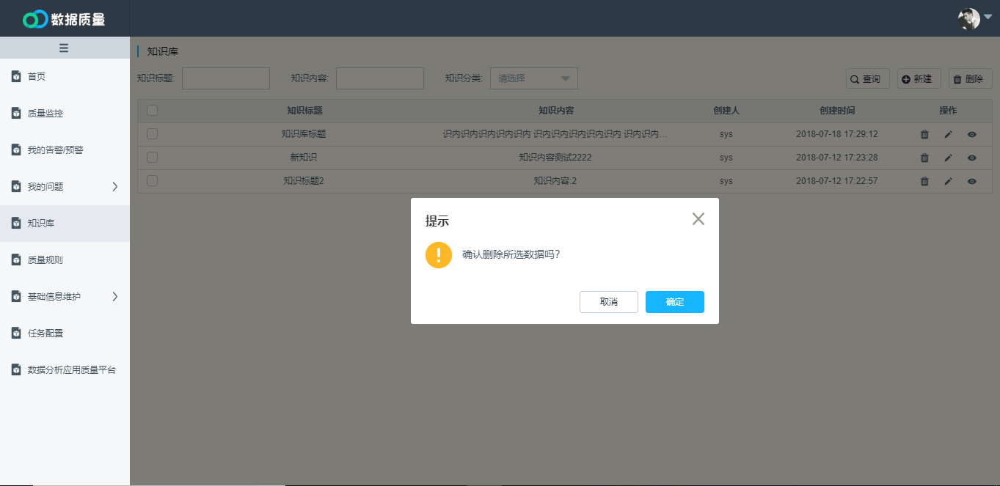 数据质量
首页
质量监控
我的告警/预警
我的问题
知识库
质量规则
基础信息维护
任务配置
数据分析应用质量平台
知识库
知识标题: 知识内容: 知识分类: 请选择 查询 新建 删除
知识标题 知识内容 创建人 创建时间 操作
知识库标题 识内识内识内识内识内 识内识内识内识内识内 识内识内... sys 2018-07-18 17:29:12
新知识 知识内容测试2222 sys 2018-07-12 17:23:28
知识标题2 知识内容:2 sys 2018-07-12 17:22:57
提示
确认删除所选数据吗?
取消 确定